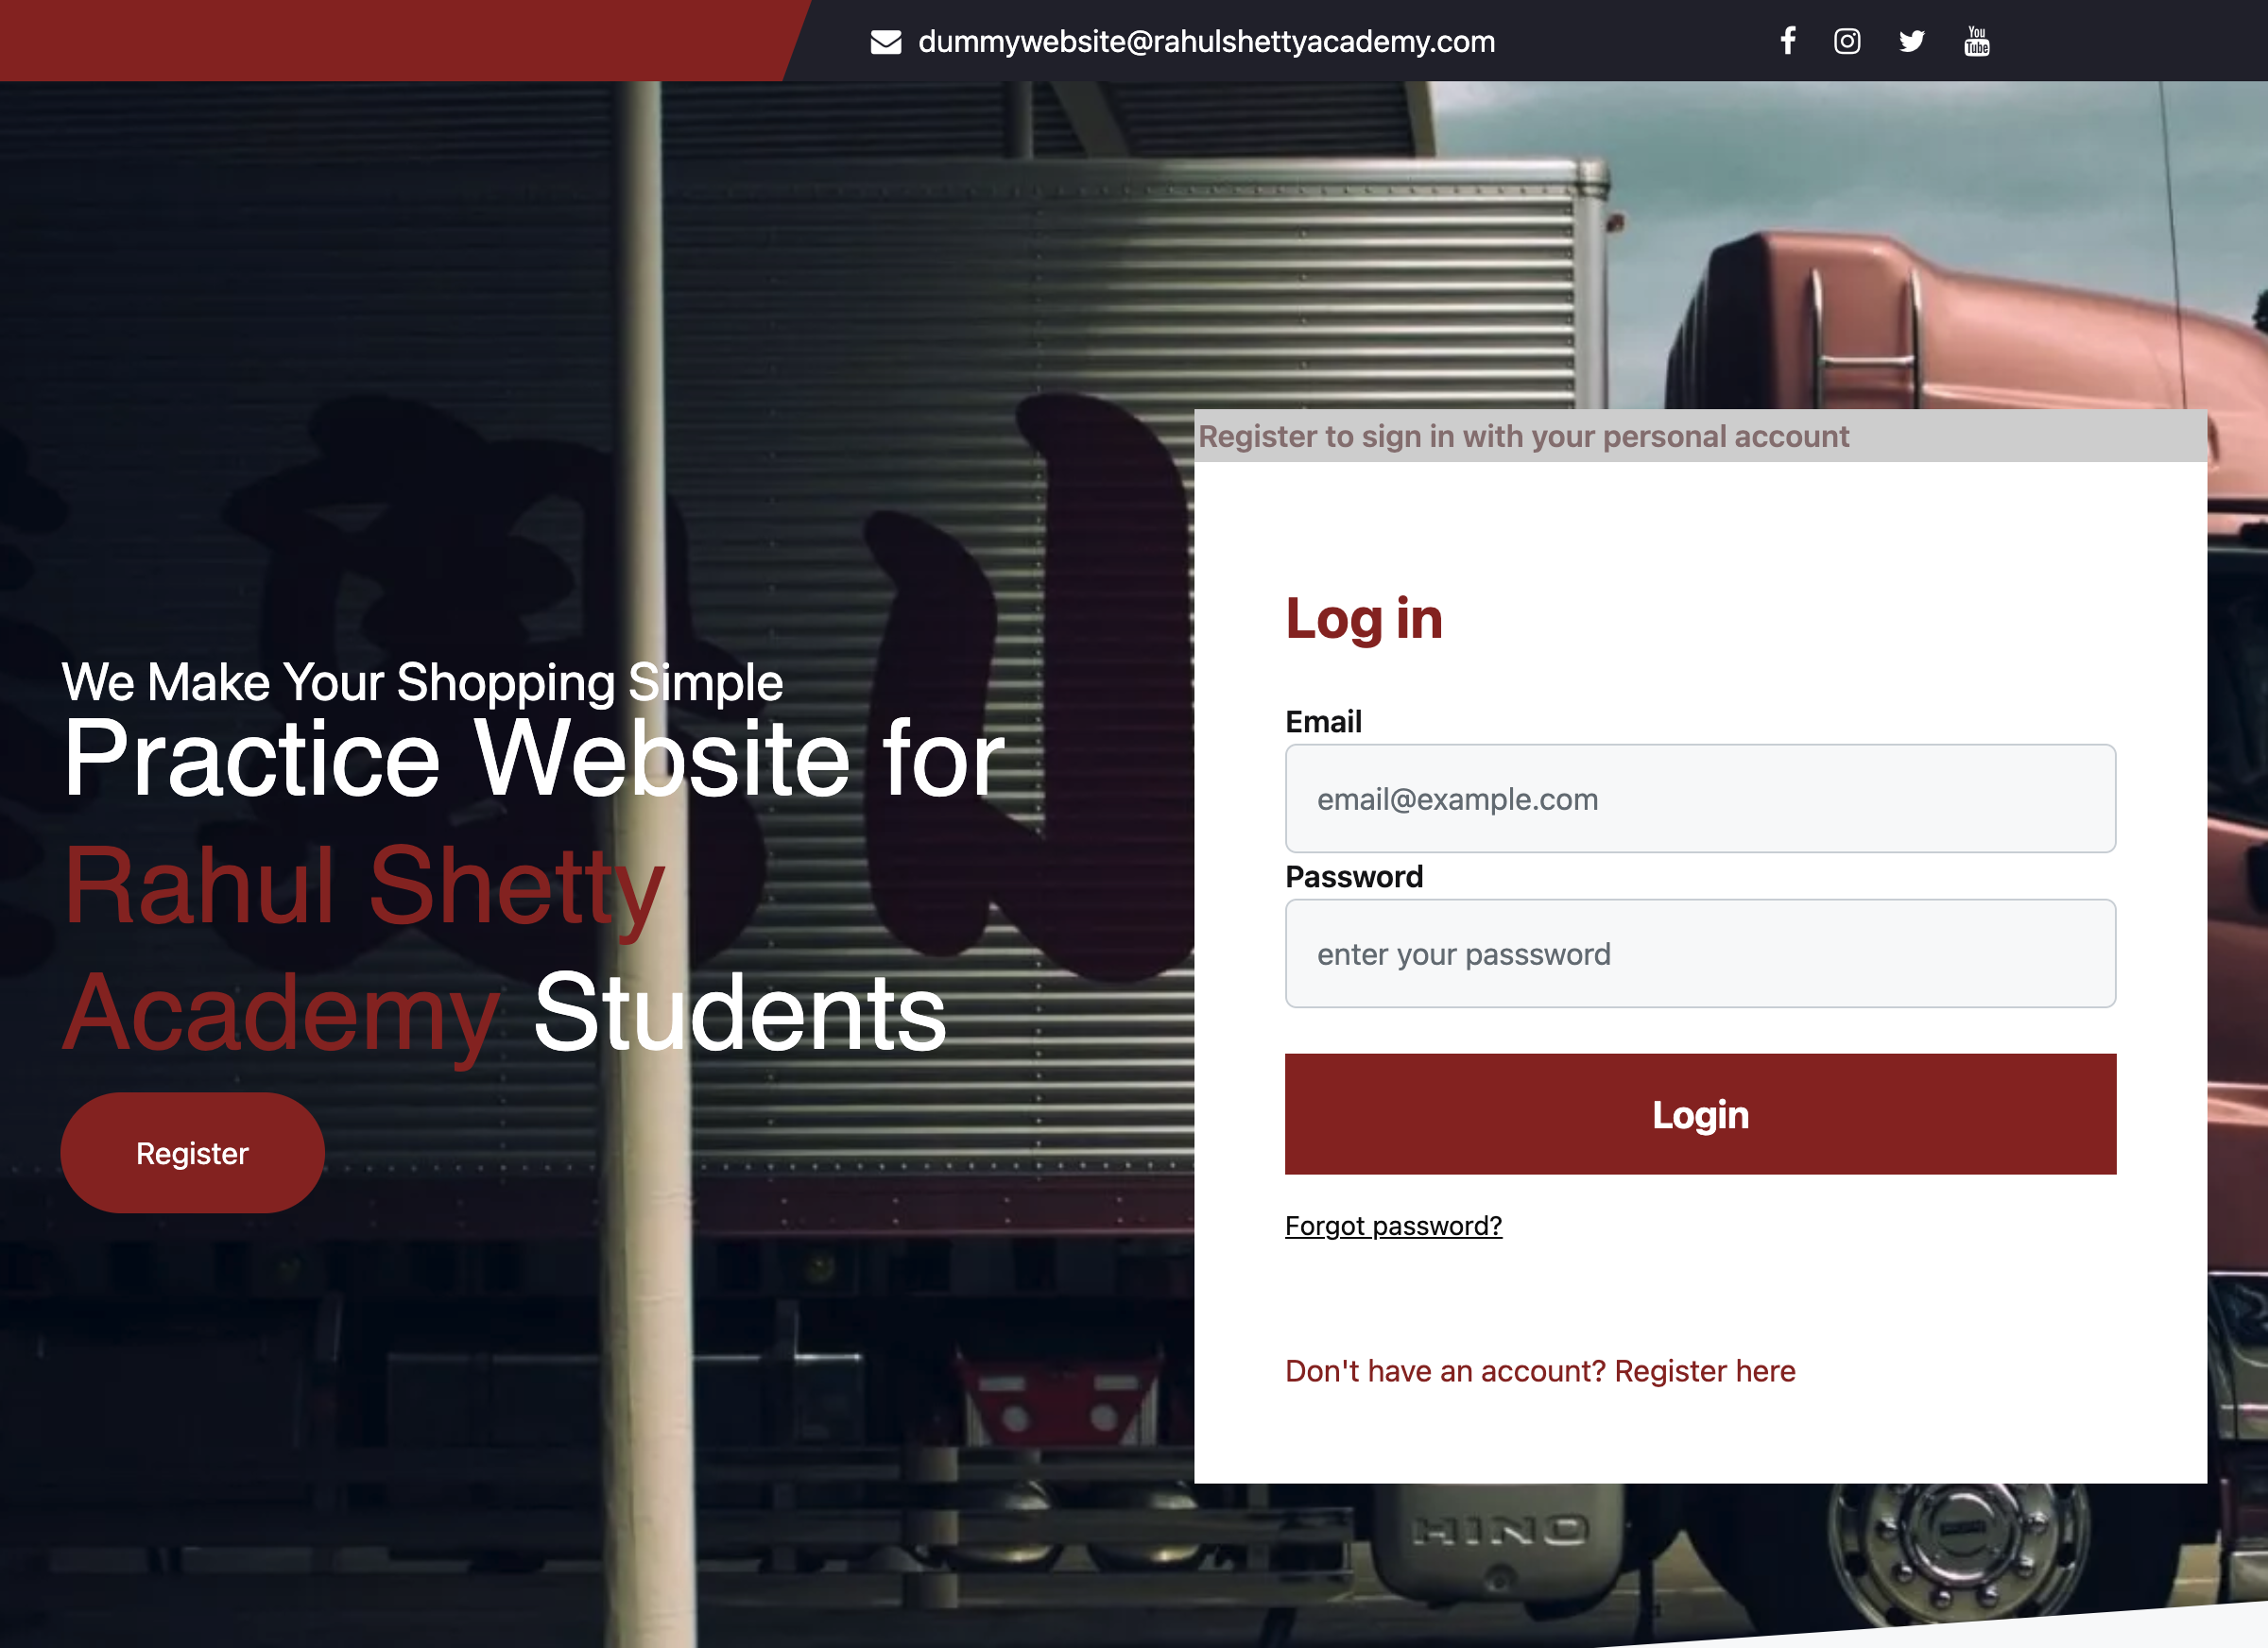 dummywebsite@rahulshettyacademy.com
You
Tube
We Make Your Shopping Simple
Practice Website for
Rahul Shetty
Academy Students
Register
Register to sign in with your personal account
Log in
Email
email@example.com
Password
enter your passsword
Login
Forgot password?
Don't have an account? Register here
HINO